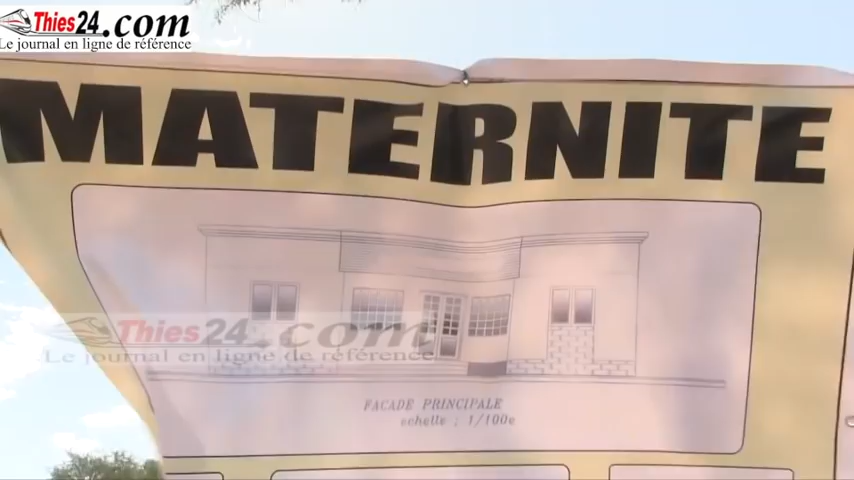 Thies24.com
Le journal en ligne de référence
MATERNITE
Thies24.com
Le journal en ligne de référence
FACADE PRINCIPALE
echelle ; 1/100e